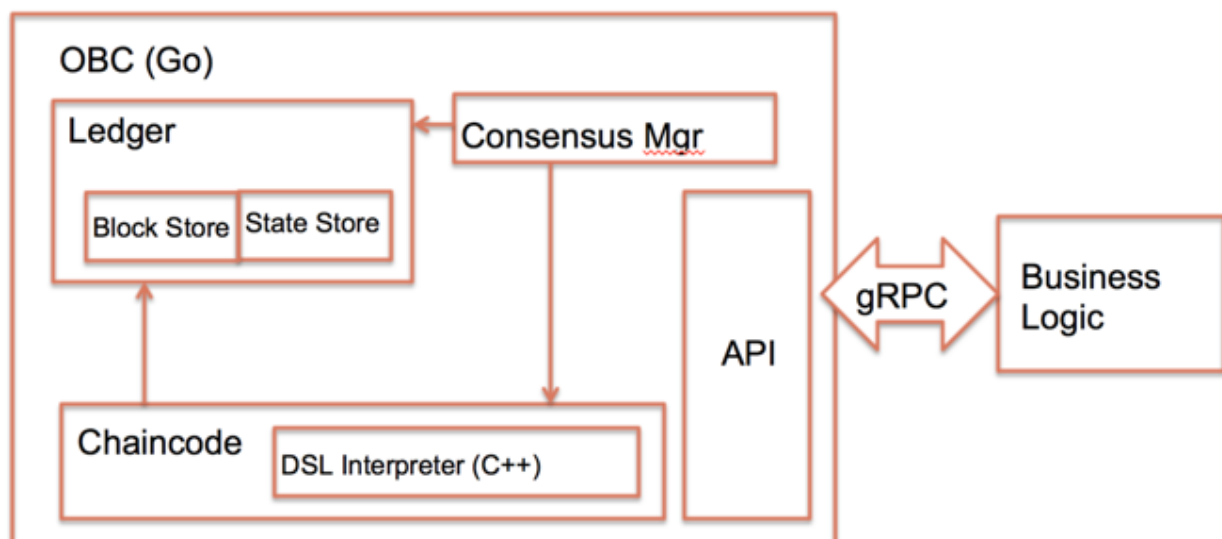 OBC (Go)
Ledger
Consensus Mgr
Block Store
State Store
API
gRPC
Business
Logic
Chaincode
DSL Interpreter (C++)